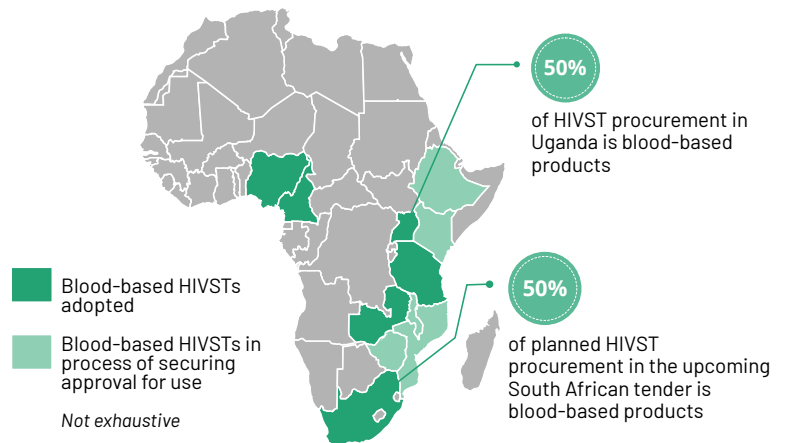 50%
of HIVST procurement in
Uganda is blood-based
products
Blood-based HIVSTs
adopted
Blood-based HIVSTs in
process of securing
approval for use
Not exhaustive
50%
of planned HIVST
procurement in the upcoming
South African tender is
blood-based products